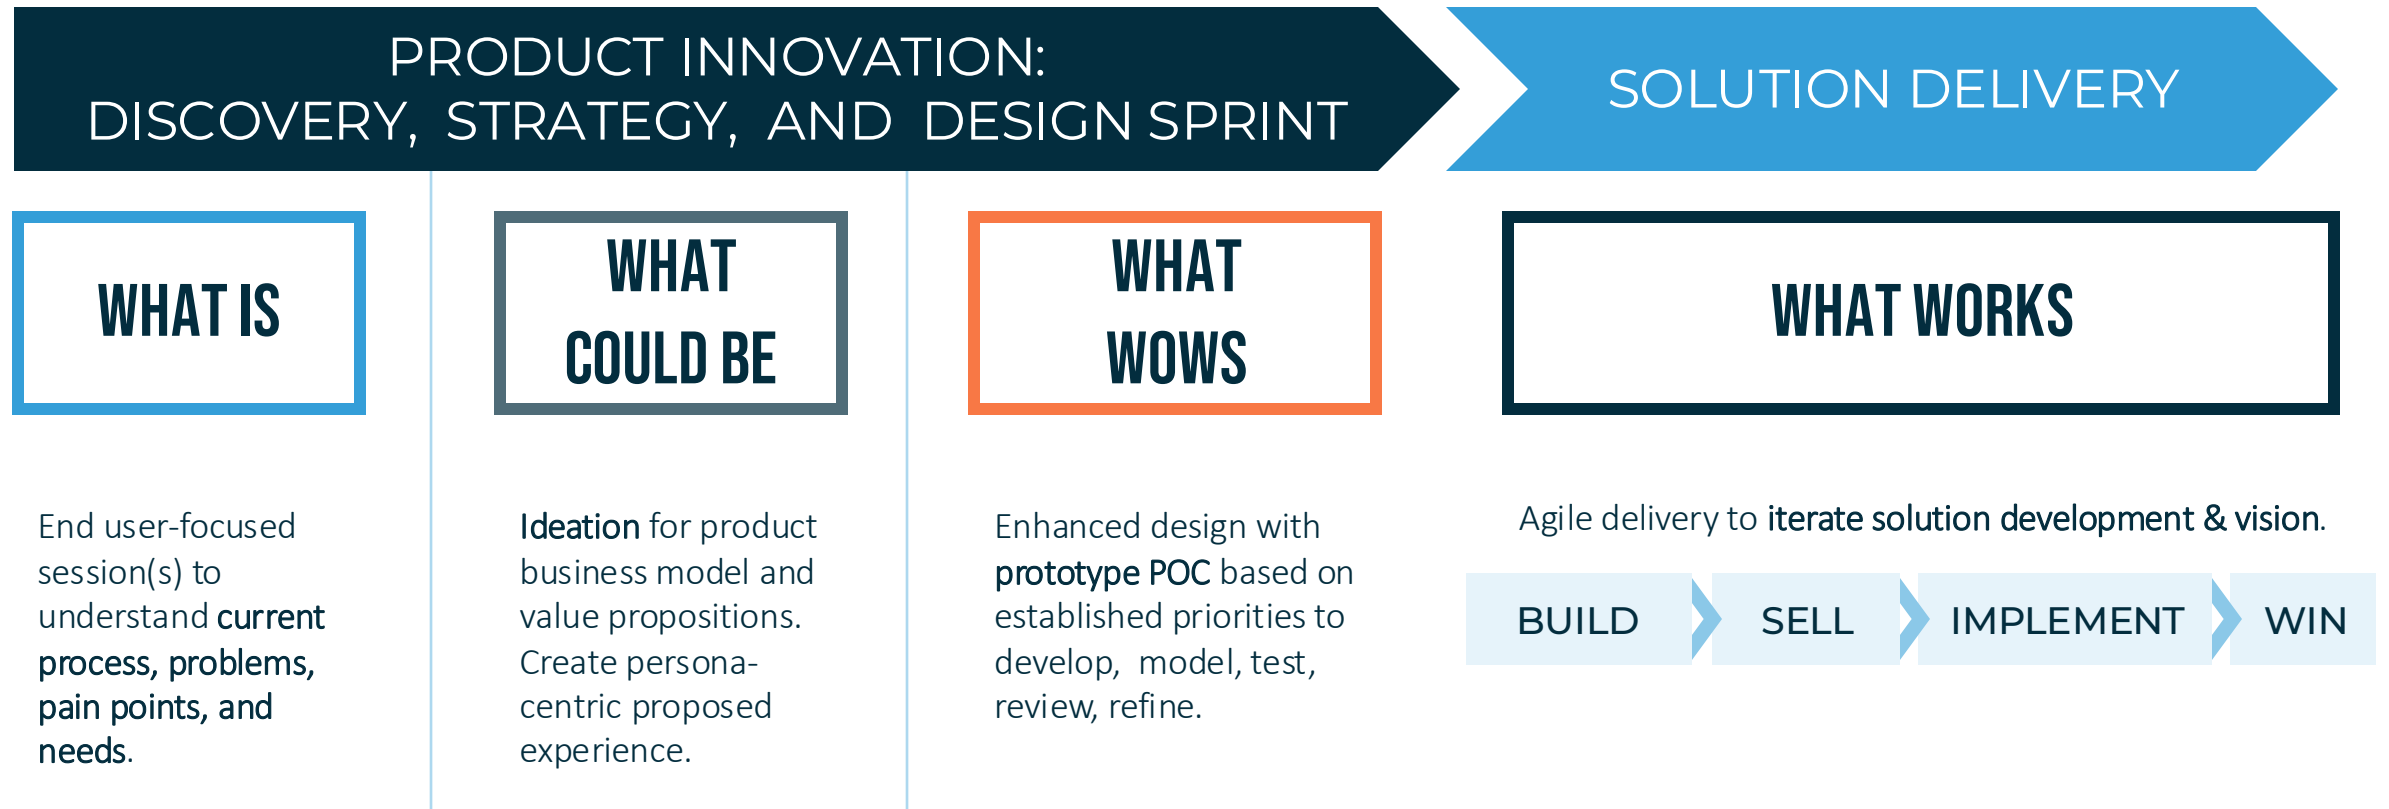 PRODUCT INNOVATION:
DISCOVERY, STRATEGY, AND DESIGN SPRINT
SOLUTION DELIVERY
WHAT IS
WHAT
COULD BE
WHAT
WOWS
WHAT WORKS
End user-focused
session(s) to
understand current
process, problems,
pain points, and
needs.
Ideation for product
business model and
value propositions.
Create persona-
centric proposed
experience.
Enhanced design with
prototype POC based on
established priorities to
develop, model, test,
review, refine.
Agile delivery to iterate solution development & vision.
BUILD
SELL
IMPLEMENT
WIN